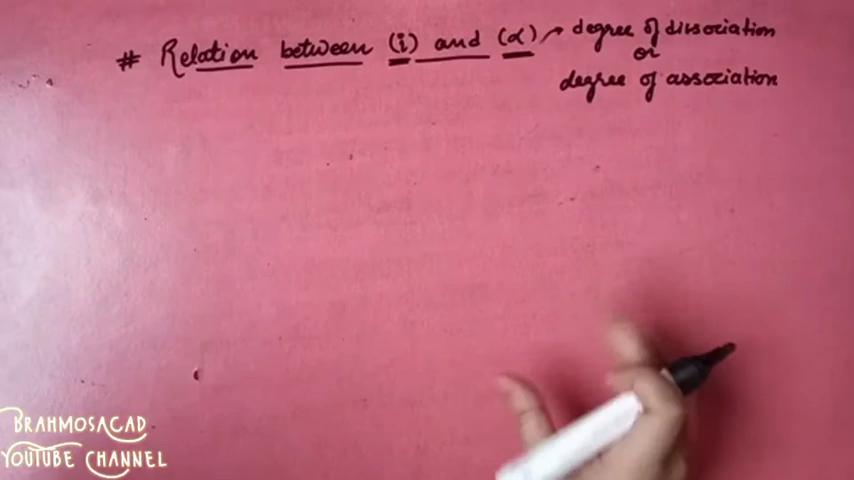 # Relation between (i) and (α) → degree of dissociation
or
degree of association
BRAHMOSACAD
YOUTUBE CHANNEL